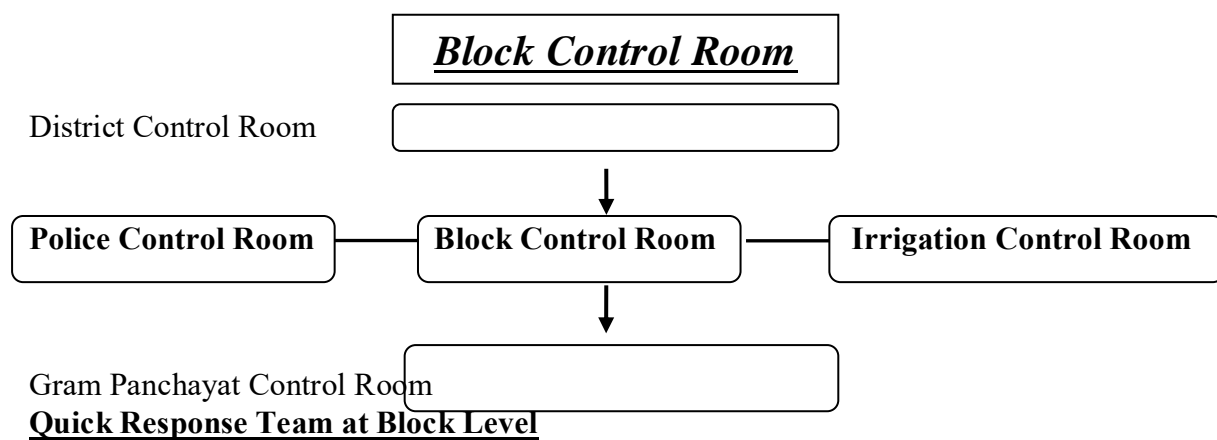 Block Control Room
District Control Room
Police Control Room
Block Control Room
Irrigation Control Room
Gram Panchayat Control Room
Quick Response Team at Block Level